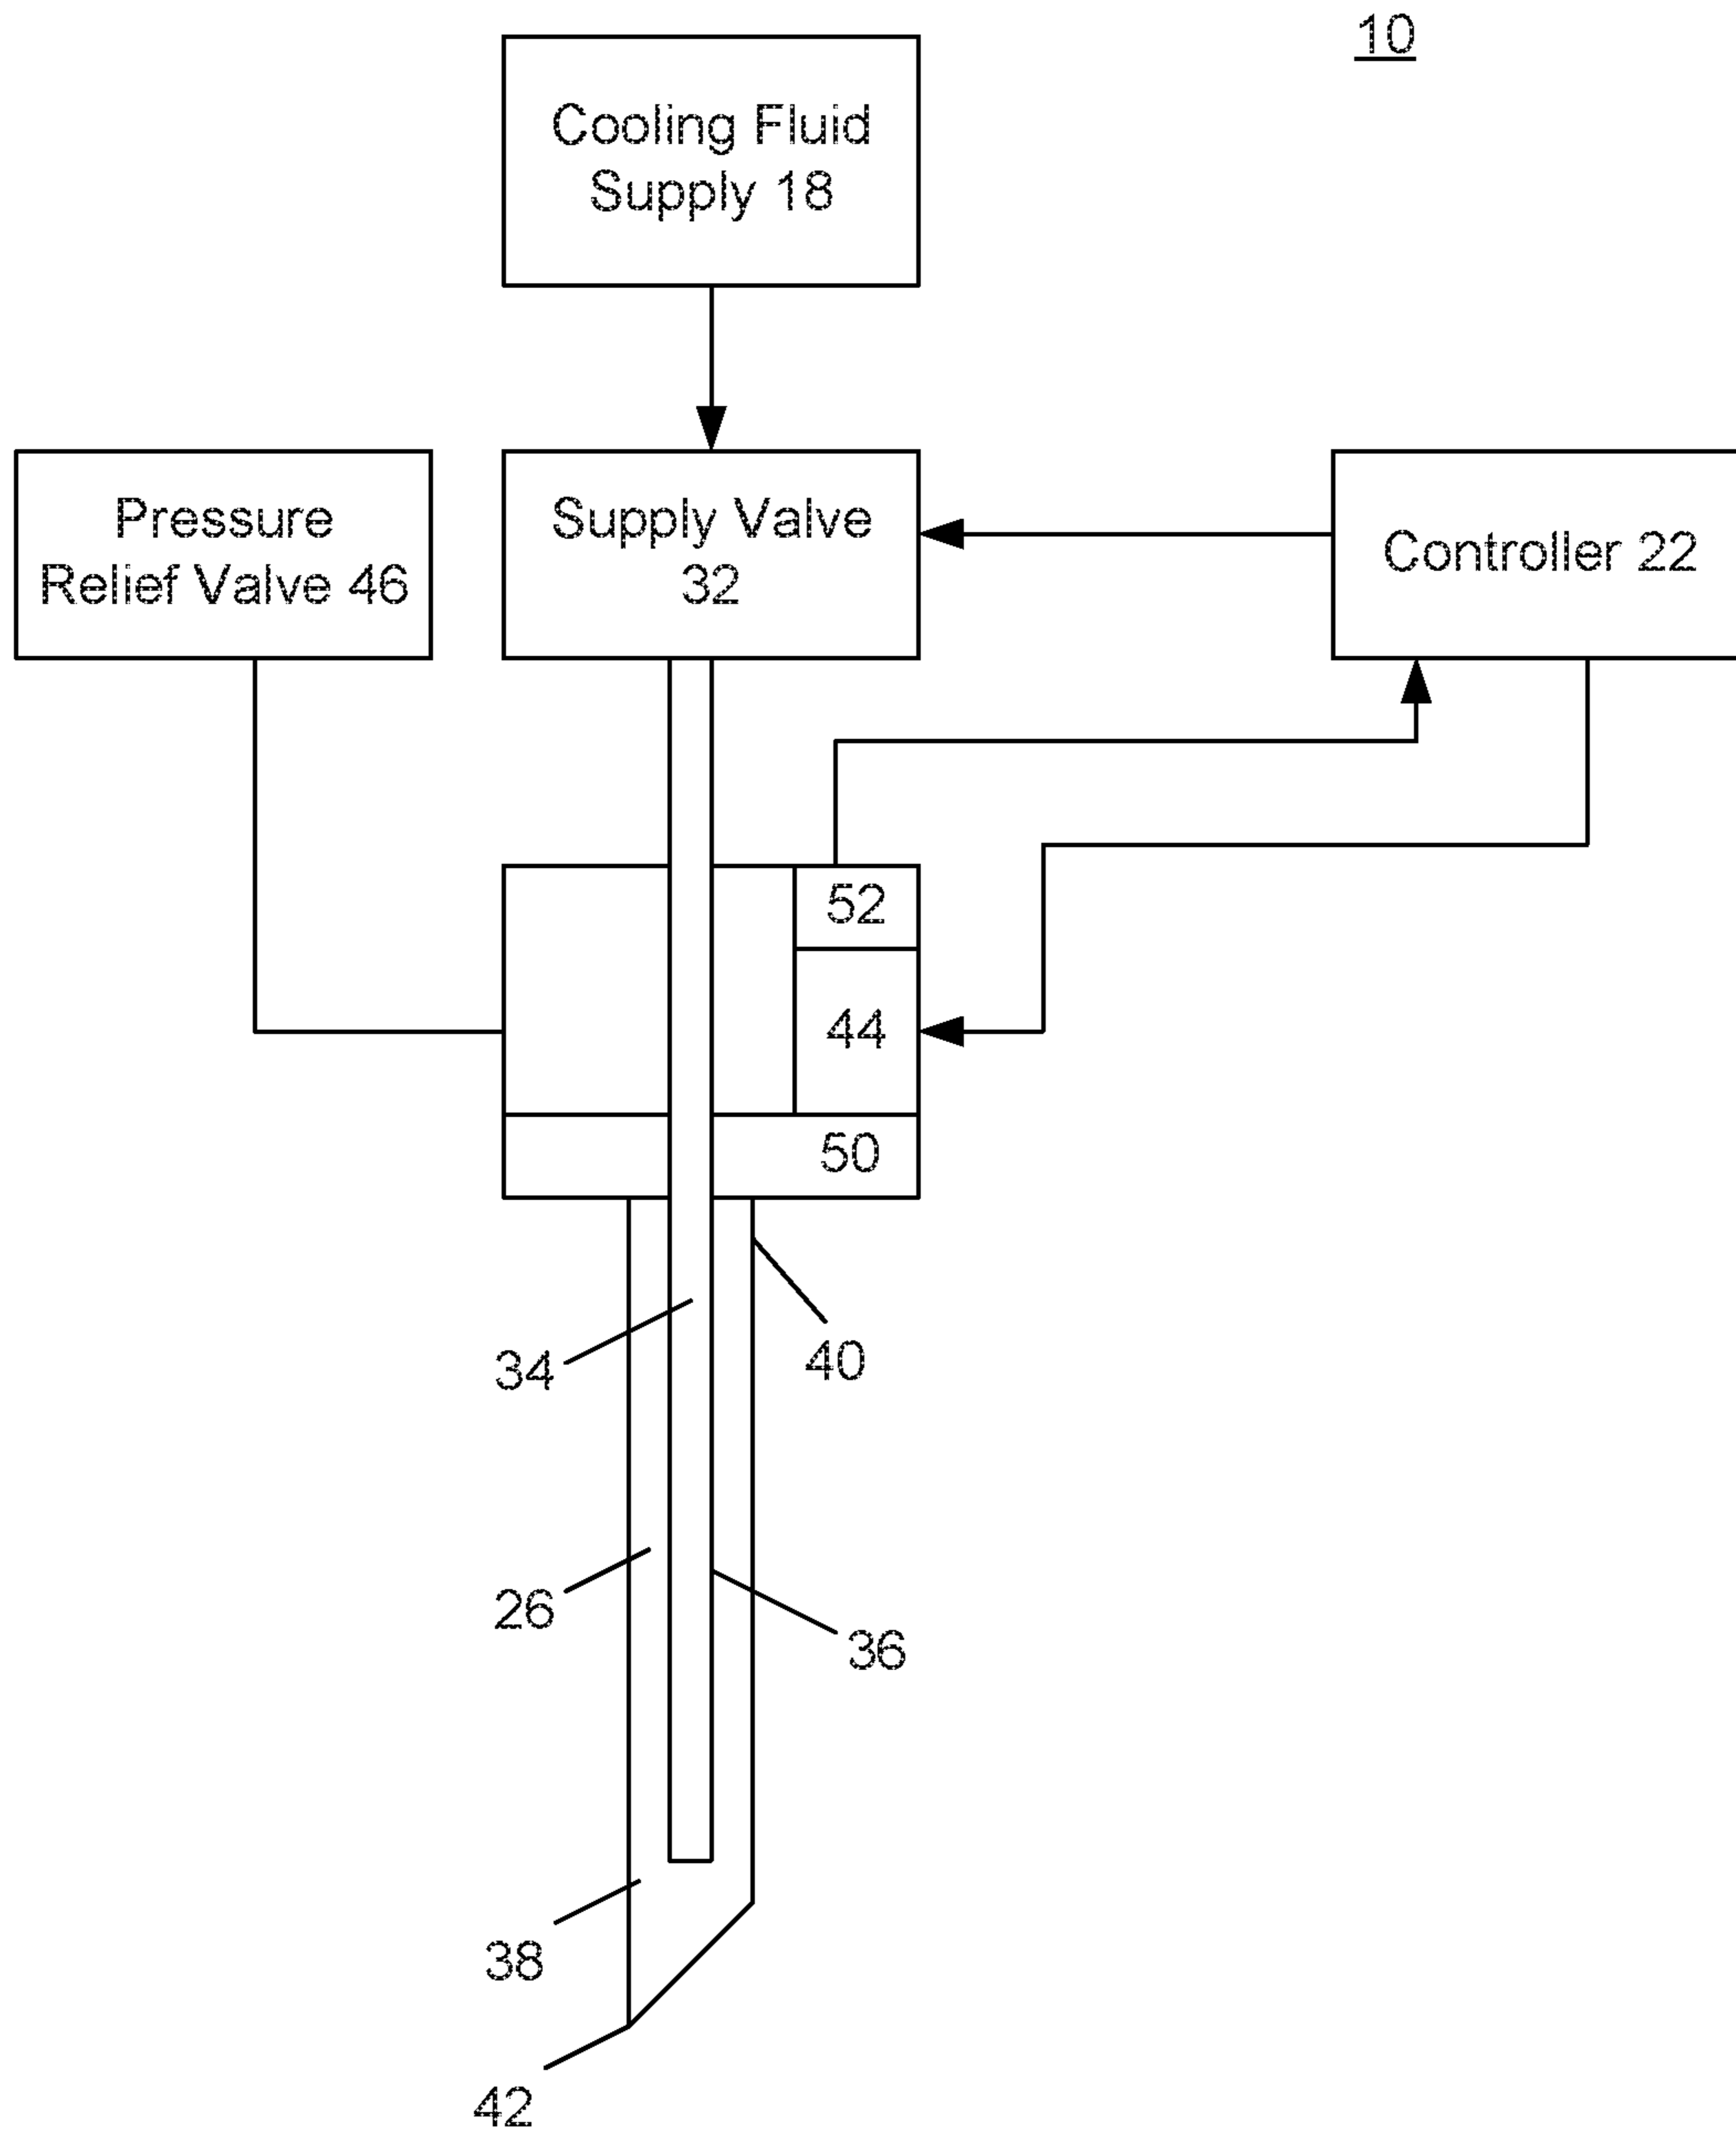 10
Cooling Fluid
Supply 18
Pressure
Relief Valve 46
Supply Valve
32
Controller 22
52
44
50
34
40
26
36
38
42